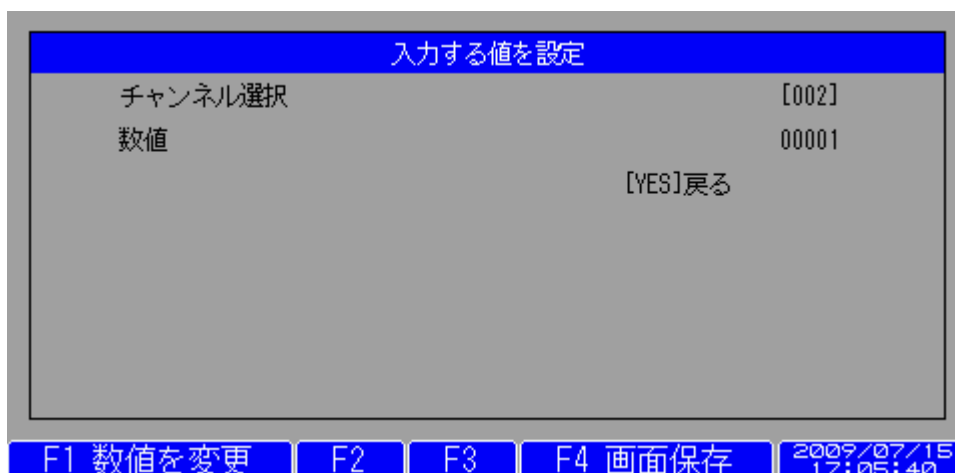 入力する値を設定
チャンネル選択 [002]
数値 00001
[YES]戻る
F1 数値を変更 F2 F3 F4 画面保存 2009/07/15
17:05:40